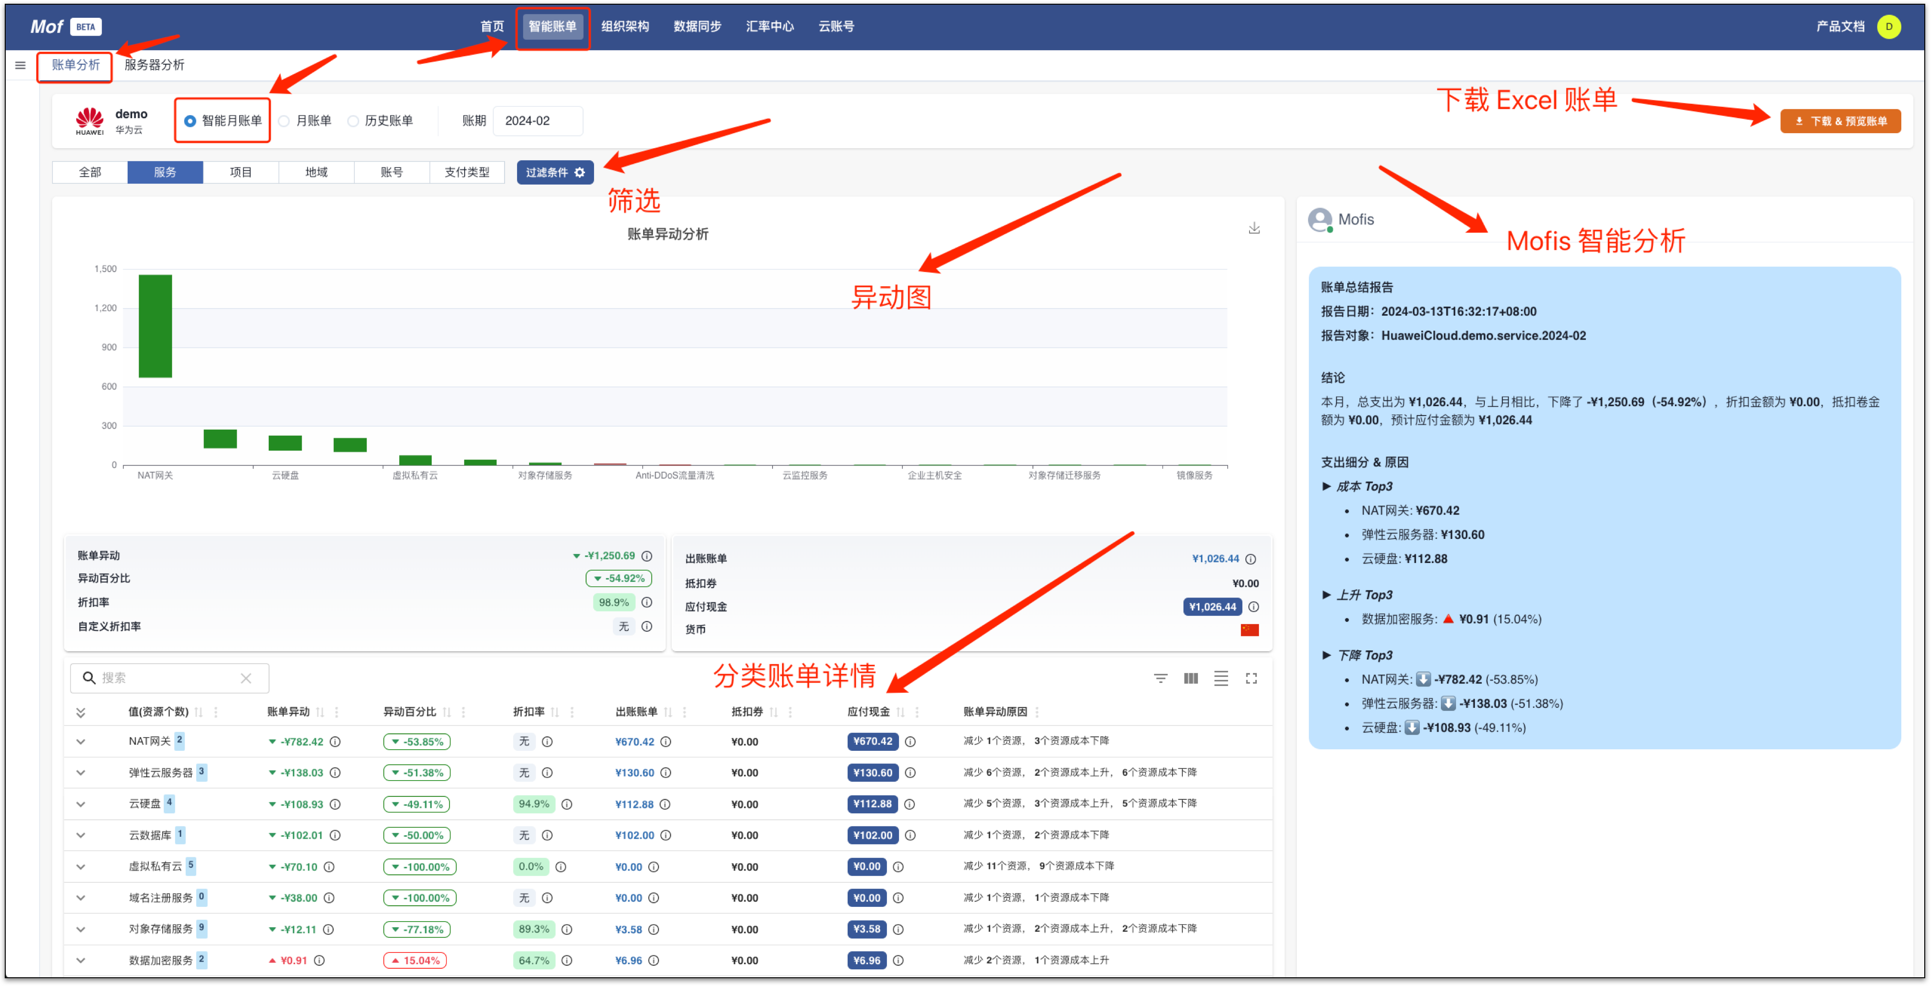 Mof BETA 首页 智能账单 组织架构 数据同步 汇率中心 云账号 产品文档 D
账单分析 服务器分析
下载 Excel 账单
HUAWEI demo 华为云 智能月账单 月账单 历史账单 账期 2024-02 下载 & 预览账单
全部 服务 项目 地域 账号 支付类型 过滤条件
筛选
账单异动分析
异动图
1,500
1,200
900
600
300
0
NAT网关 云硬盘 虚拟私有云 对象存储服务 Anti-DDoS流量清洗 云监控服务 企业主机安全 对象存储迁移服务 镜像服务
账单异动 -¥1,250.69
异动百分比 -54.92%
折扣率 98.9%
自定义折扣率 无
出账账单 ¥1,026.44
抵扣券 ¥0.00
应付现金 ¥1,026.44
货币
搜索
分类账单详情
值(资源个数) 账单异动 异动百分比 折扣率 出账账单 抵扣券 应付现金 账单异动原因
NAT网关 2 -¥782.42 -53.85% 无 ¥670.42 ¥0.00 ¥670.42 减少 1个资源， 3个资源成本下降
弹性云服务器 3 -¥138.03 -51.38% 无 ¥130.60 ¥0.00 ¥130.60 减少 6个资源， 2个资源成本上升， 6个资源成本下降
云硬盘 4 -¥108.93 -49.11% 94.9% ¥112.88 ¥0.00 ¥112.88 减少 5个资源， 3个资源成本上升， 5个资源成本下降
云数据库 1 -¥102.01 -50.00% 无 ¥102.00 ¥0.00 ¥102.00 减少 1个资源， 2个资源成本下降
虚拟私有云 5 -¥70.10 -100.00% 0.0% ¥0.00 ¥0.00 ¥0.00 减少 11个资源， 9个资源成本下降
域名注册服务 0 -¥38.00 -100.00% 无 ¥0.00 ¥0.00 ¥0.00 减少 1个资源， 1个资源成本下降
对象存储服务 9 -¥12.11 -77.18% 89.3% ¥3.58 ¥0.00 ¥3.58 减少 1个资源， 2个资源成本上升， 2个资源成本下降
数据加密服务 2 ¥0.91 15.04% 64.7% ¥6.96 ¥0.00 ¥6.96 减少 2个资源， 1个资源成本上升
Mofis
Mofis 智能分析
账单总结报告
报告日期：2024-03-13T16:32:17+08:00
报告对象：HuaweiCloud.demo.service.2024-02
结论
本月，总支出为 ¥1,026.44，与上月相比，下降了 -¥1,250.69（-54.92%），折扣金额为 ¥0.00，抵扣卷金
额为 ¥0.00，预计应付金额为 ¥1,026.44
支出细分 & 原因
► 成本 Top3
• NAT网关: ¥670.42
• 弹性云服务器: ¥130.60
• 云硬盘: ¥112.88
► 上升 Top3
• 数据加密服务: 🔺 ¥0.91 (15.04%)
► 下降 Top3
• NAT网关: ⬇️ -¥782.42 (-53.85%)
• 弹性云服务器: ⬇️ -¥138.03 (-51.38%)
• 云硬盘: ⬇️ -¥108.93 (-49.11%)